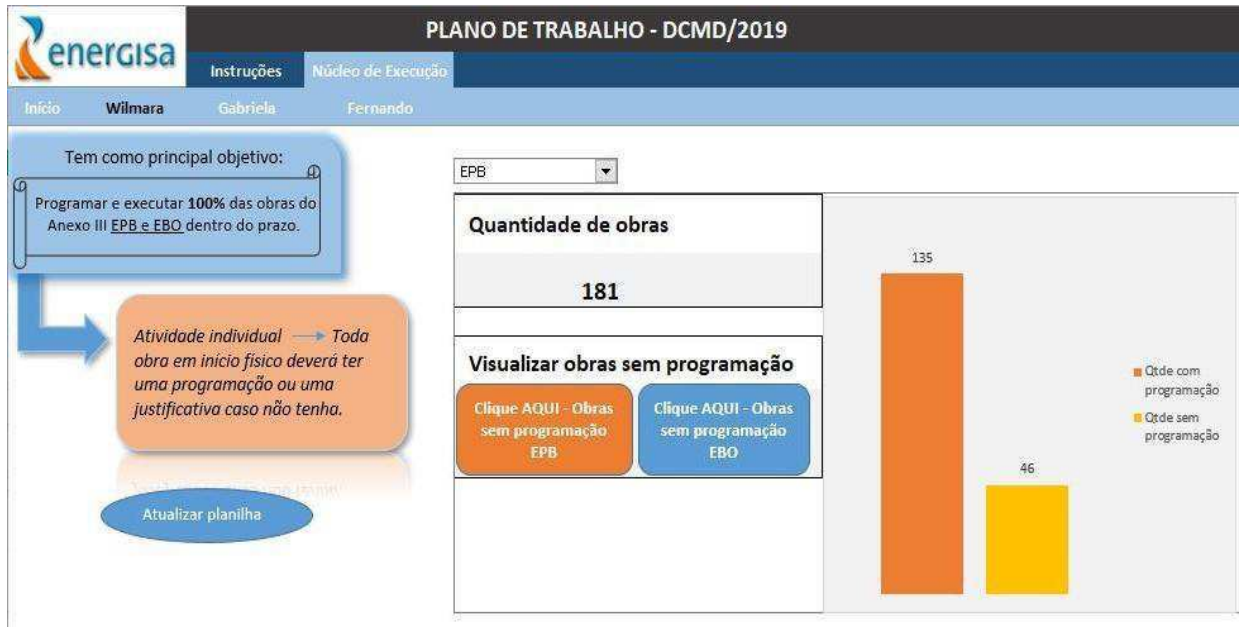 energisa
PLANO DE TRABALHO - DCMD/2019
Instruções
Núcleo de Execução
Início
Wilmara
Gabriela
Fernando
Tem como principal objetivo:
Programar e executar 100% das obras do
Anexo III EPB e EBO dentro do prazo.
Atividade individual → Toda
obra em início físico deverá ter
uma programação ou uma
justificativa caso não tenha.
Atualizar planilha
EPB
Quantidade de obras
181
Visualizar obras sem programação
Clique AQUI - Obras
sem programação
EPB
Clique AQUI - Obras
sem programação
EBO
135
46
Qtde com
programação
Qtde sem
programação